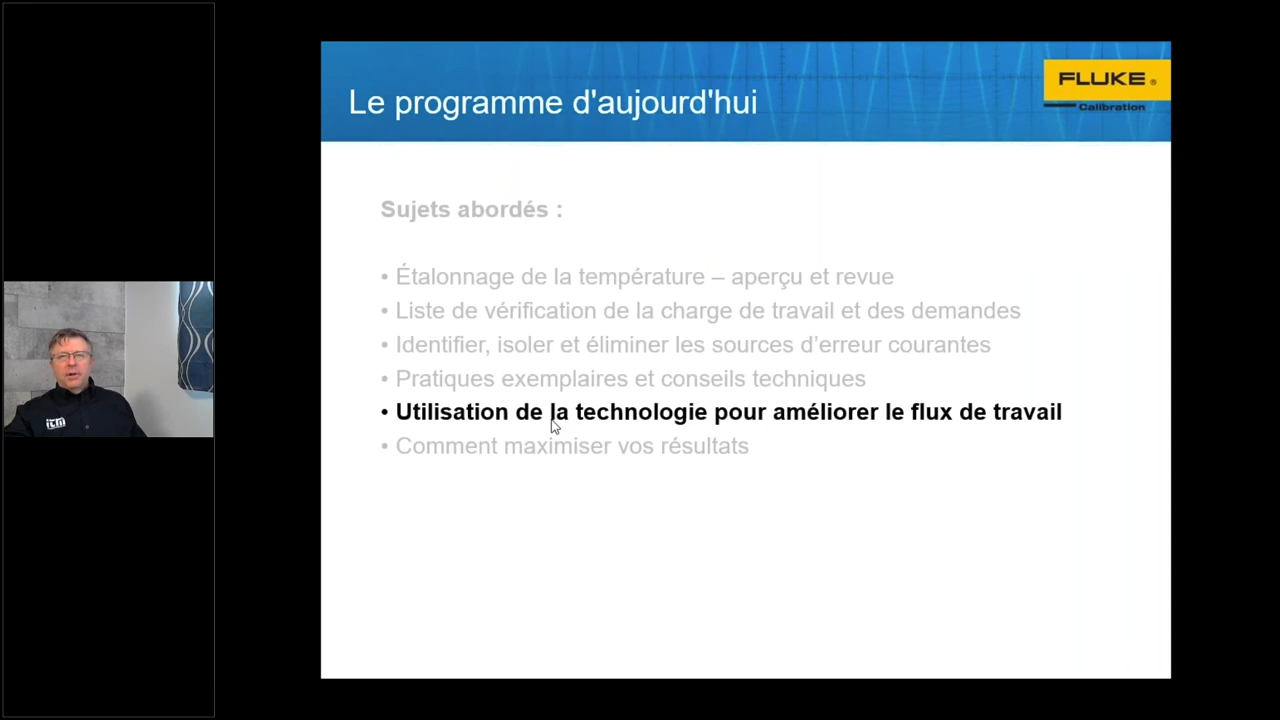 Le programme d'aujourd'hui
FLUKE®
Calibration
Sujets abordés :
• Étalonnage de la température – aperçu et revue
• Liste de vérification de la charge de travail et des demandes
• Identifier, isoler et éliminer les sources d’erreur courantes
• Pratiques exemplaires et conseils techniques
• Utilisation de la technologie pour améliorer le flux de travail
• Comment maximiser vos résultats
itm